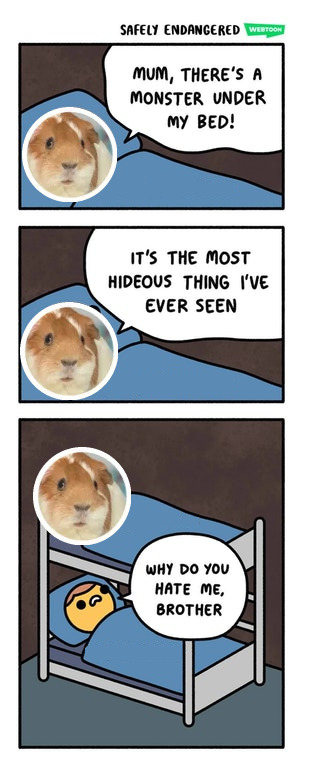 SAFELY ENDANGERED WEBTOON
MUM, THERE'S A
MONSTER UNDER
MY BED!
IT'S THE MOST
HIDEOUS THING I'VE
EVER SEEN
WHY DO YOU
HATE ME,
BROTHER